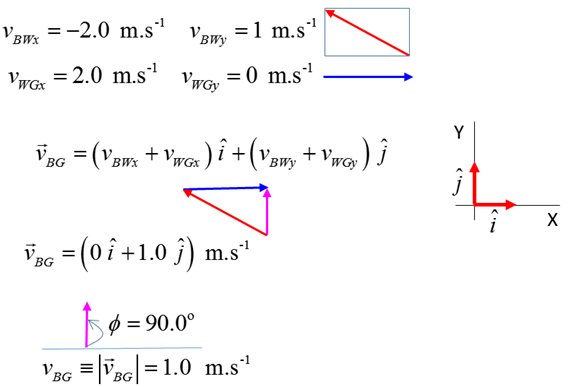 v_BWx = −2.0 m.s⁻¹ v_BWy = 1 m.s⁻¹
v_WGx = 2.0 m.s⁻¹ v_WGy = 0 m.s⁻¹
v⃗_BG = (v_BWx + v_WGx) î + (v_BWy + v_WGy) ĵ
Y
ĵ
X
î
v⃗_BG = (0 î + 1.0 ĵ) m.s⁻¹
ϕ = 90.0°
v_BG ≡ |v⃗_BG| = 1.0 m.s⁻¹